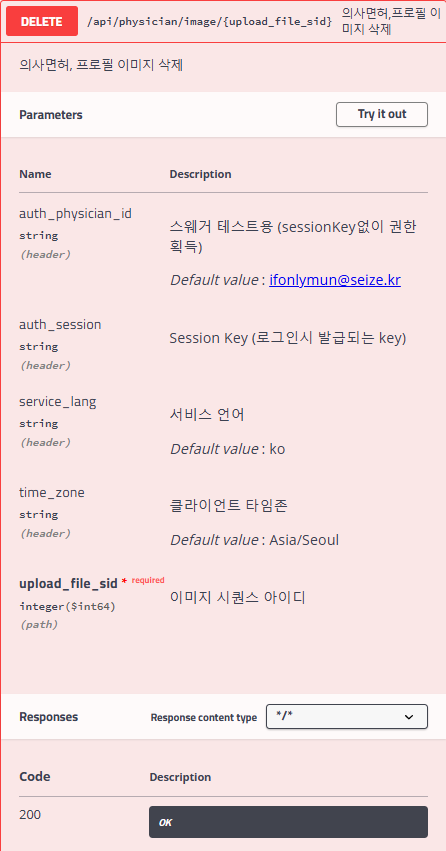 DELETE /api/physician/image/{upload_file_sid} 의사면허,프로필 이
미지 삭제
의사면허, 프로필 이미지 삭제
Parameters Try it out
Name Description
auth_physician_id
string
(header)
스웨거 테스트용 (sessionKey없이 권한
획득)
Default value : ifonlymun@seize.kr
auth_session
string
(header)
Session Key (로그인시 발급되는 key)
service_lang
string
(header)
서비스 언어
Default value : ko
time_zone
string
(header)
클라이언트 타임존
Default value : Asia/Seoul
upload_file_sid * required
integer($int64)
(path)
이미지 시퀀스 아이디
Responses Response content type */*
Code Description
200 OK